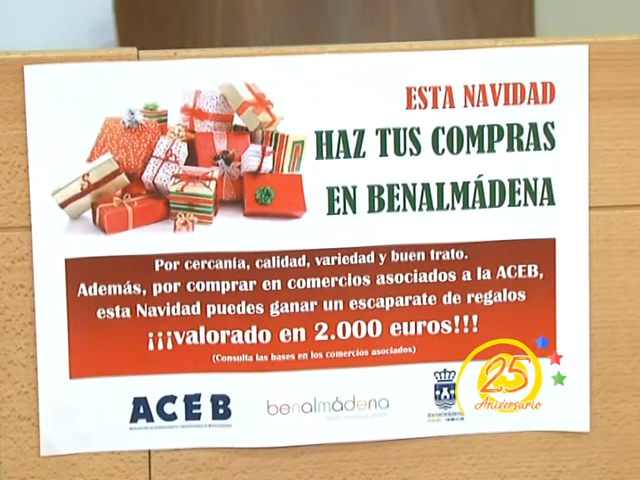 ESTA NAVIDAD
HAZ TUS COMPRAS
EN BENALMÁDENA
Por cercanía, calidad, variedad y buen trato.
Además, por comprar en comercios asociados a la ACEB,
esta Navidad puedes ganar un escaparate de regalos
¡¡¡valorado en 2.000 euros!!!
(Consulta las bases en los comercios asociados)
ACEB
benalmádena
Benalmádena
25
Aniversario